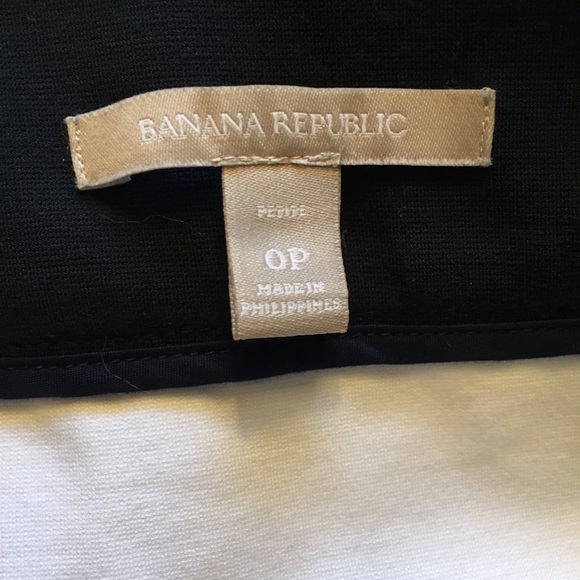 BANANA REPUBLIC
PETITE
0P
MADE IN
PHILIPPINES